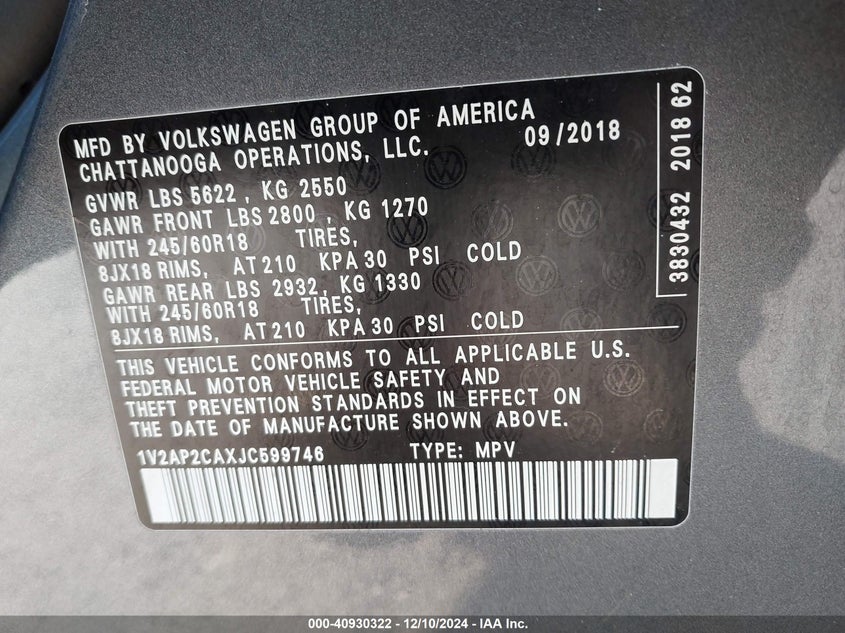 MFD BY VOLKSWAGEN GROUP OF AMERICA
CHATTANOOGA OPERATIONS, LLC. 09/2018
GVWR LBS 5622 , KG 2550
GAWR FRONT LBS 2800 , KG 1270
WITH 245/60R18 TIRES,
8JX18 RIMS, AT 210 KPA 30 PSI COLD
GAWR REAR LBS 2932, KG 1330
WITH 245/60R18 TIRES,
8JX18 RIMS, AT 210 KPA 30 PSI COLD
THIS VEHICLE CONFORMS TO ALL APPLICABLE U.S.
FEDERAL MOTOR VEHICLE SAFETY AND
THEFT PREVENTION STANDARDS IN EFFECT ON
THE DATE OF MANUFACTURE SHOWN ABOVE.
1V2AP2CAXJC599746 TYPE: MPV
3830432 2018 62
000-40930322 - 12/10/2024 - IAA Inc.